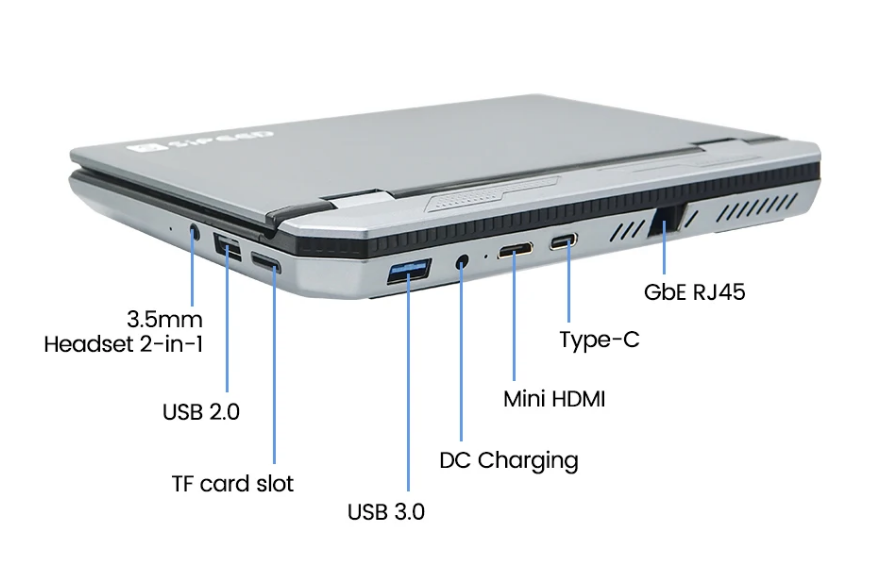 SiPEED
3.5mm
Headset 2-in-1
USB 2.0
TF card slot
USB 3.0
DC Charging
Mini HDMI
Type-C
GbE RJ45